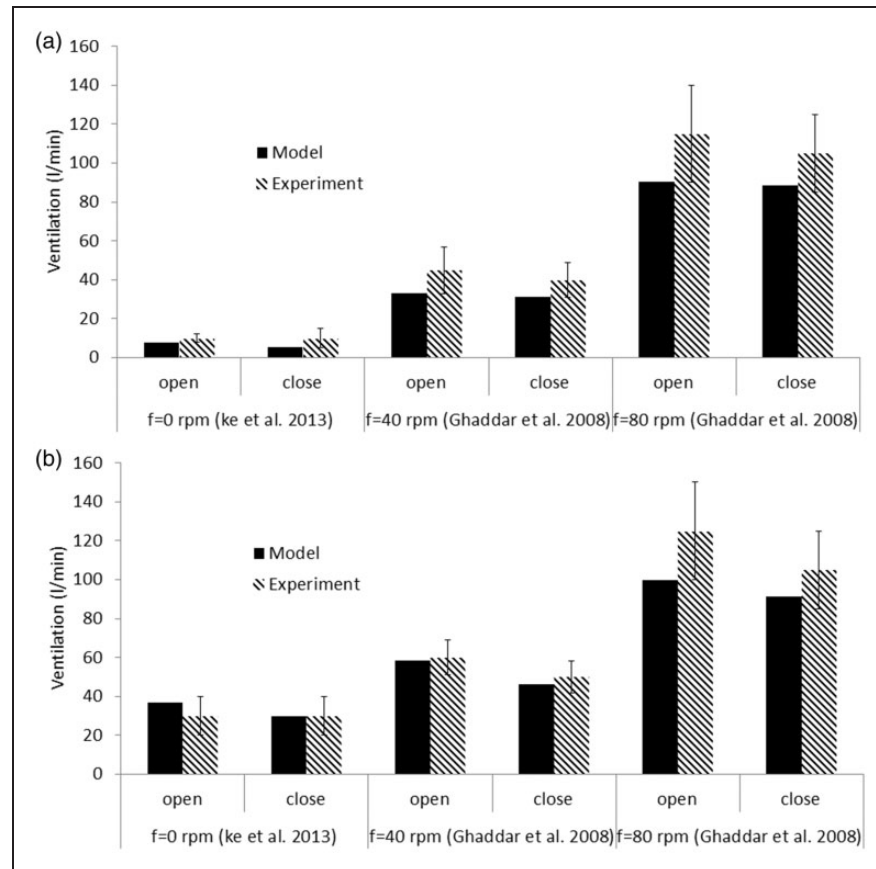 (a)
160
140
120
100
80
60
40
20
0
Ventilation (l/min)
Model
Experiment
open close open close open close
f=0 rpm (ke et al. 2013) f=40 rpm (Ghaddar et al. 2008) f=80 rpm (Ghaddar et al. 2008)
(b)
160
140
120
100
80
60
40
20
0
Ventilation (l/min)
Model
Experiment
open close open close open close
f=0 rpm (ke et al. 2013) f=40 rpm (Ghaddar et al. 2008) f=80 rpm (Ghaddar et al. 2008)